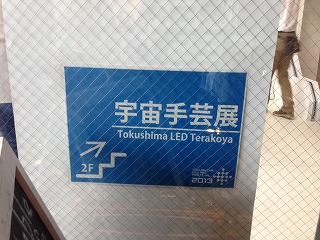 宇宙手芸展
Tokushima LED Terakoya
2F
2013